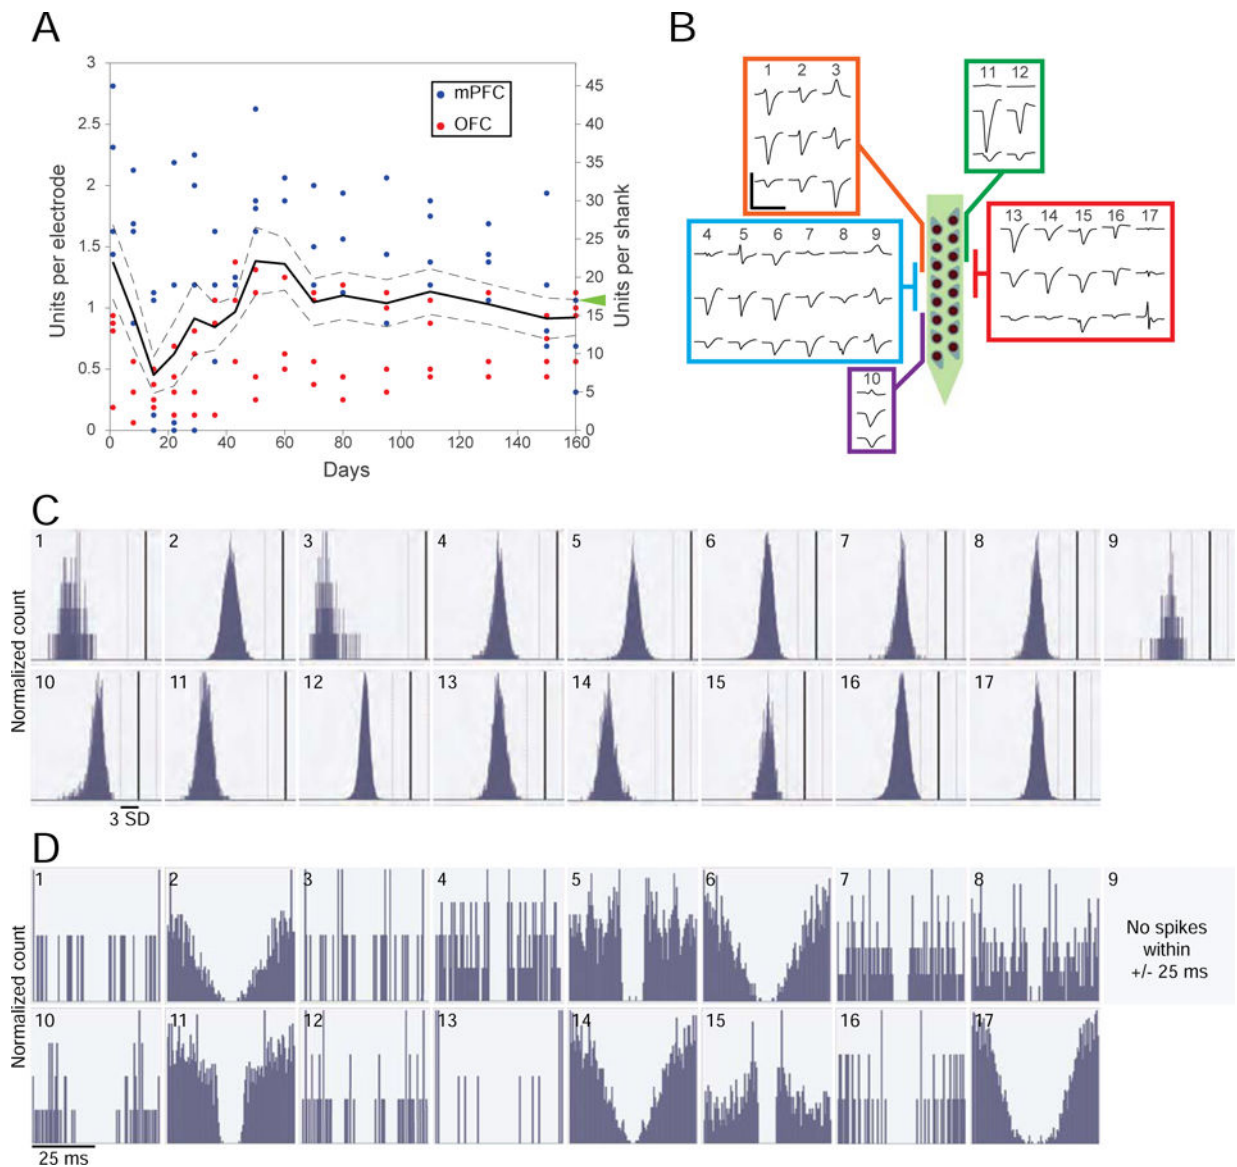 A
B
3
2.5
2
1.5
1
0.5
0
Units per electrode
mPFC
OFC
45
40
35
30
25
20
15
10
5
0
Units per shank
0 20 40 60 80 100 120 140 160
Days
1 2 3
11 12
4 5 6 7 8 9
13 14 15 16 17
10
C
Normalized count
1 2 3 4 5 6 7 8 9
10 11 12 13 14 15 16 17
3 SD
D
Normalized count
1 2 3 4 5 6 7 8 9
No spikes
within
+/- 25 ms
10 11 12 13 14 15 16 17
25 ms